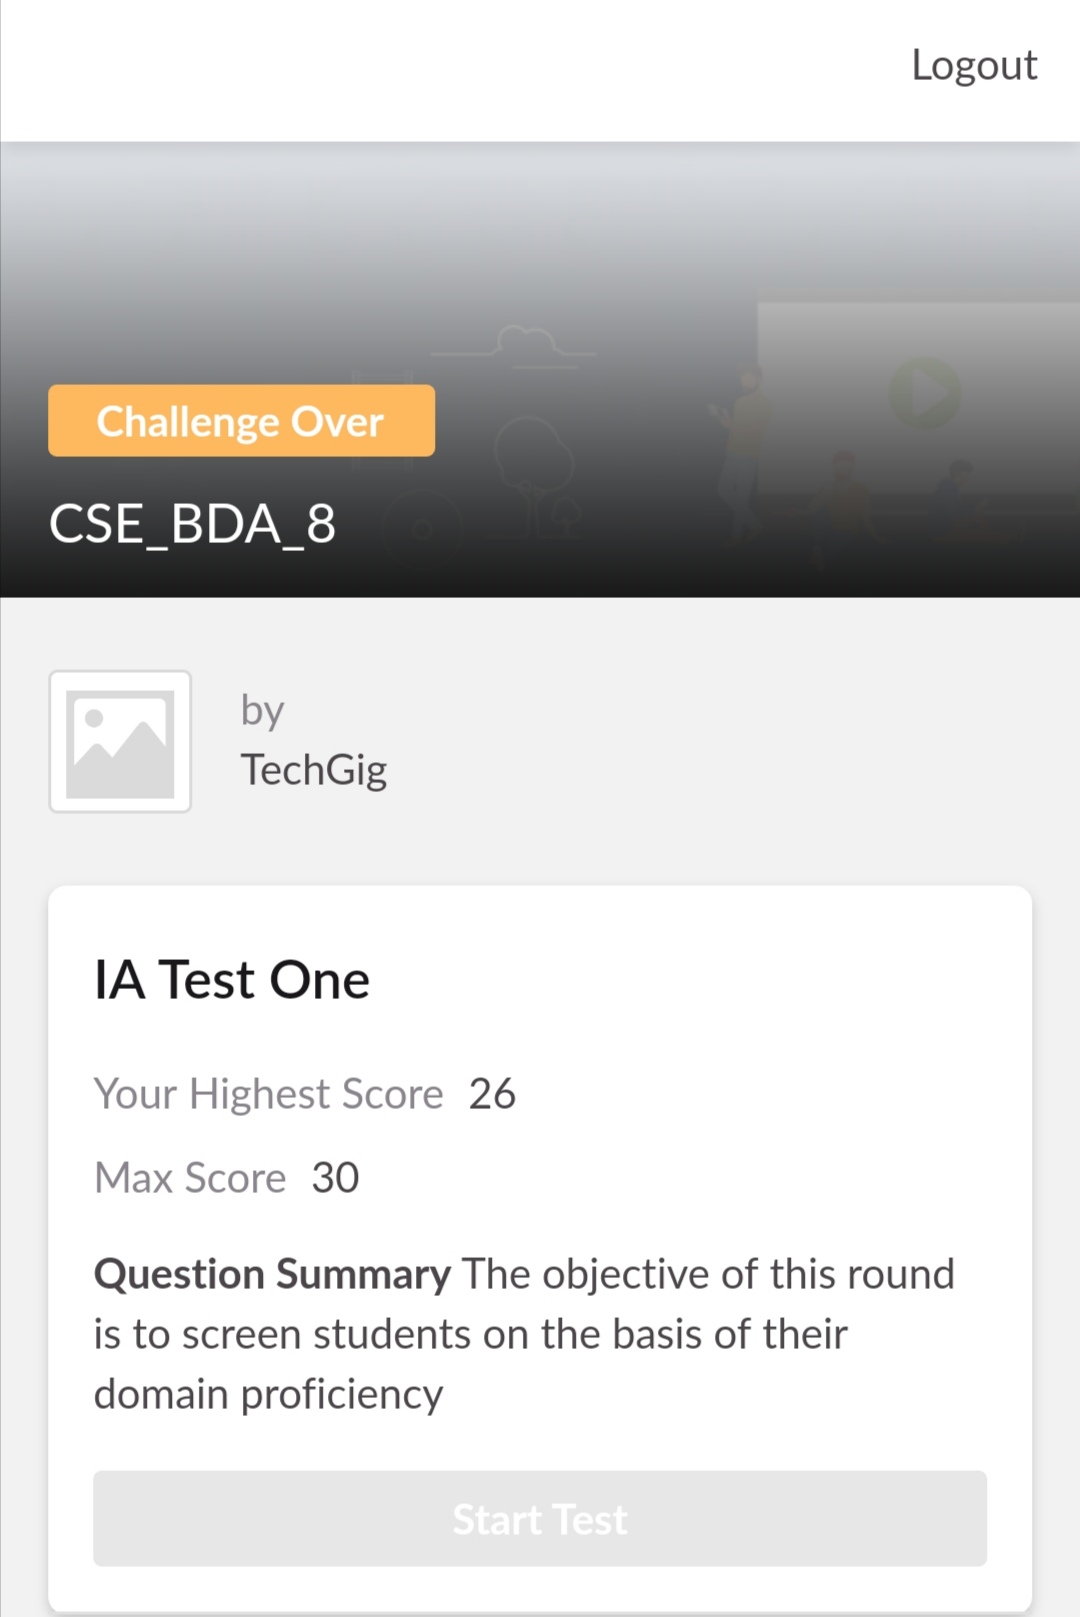 Logout
Challenge Over
CSE_BDA_8
by
TechGig
IA Test One
Your Highest Score 26
Max Score 30
Question Summary The objective of this round
is to screen students on the basis of their
domain proficiency
Start Test